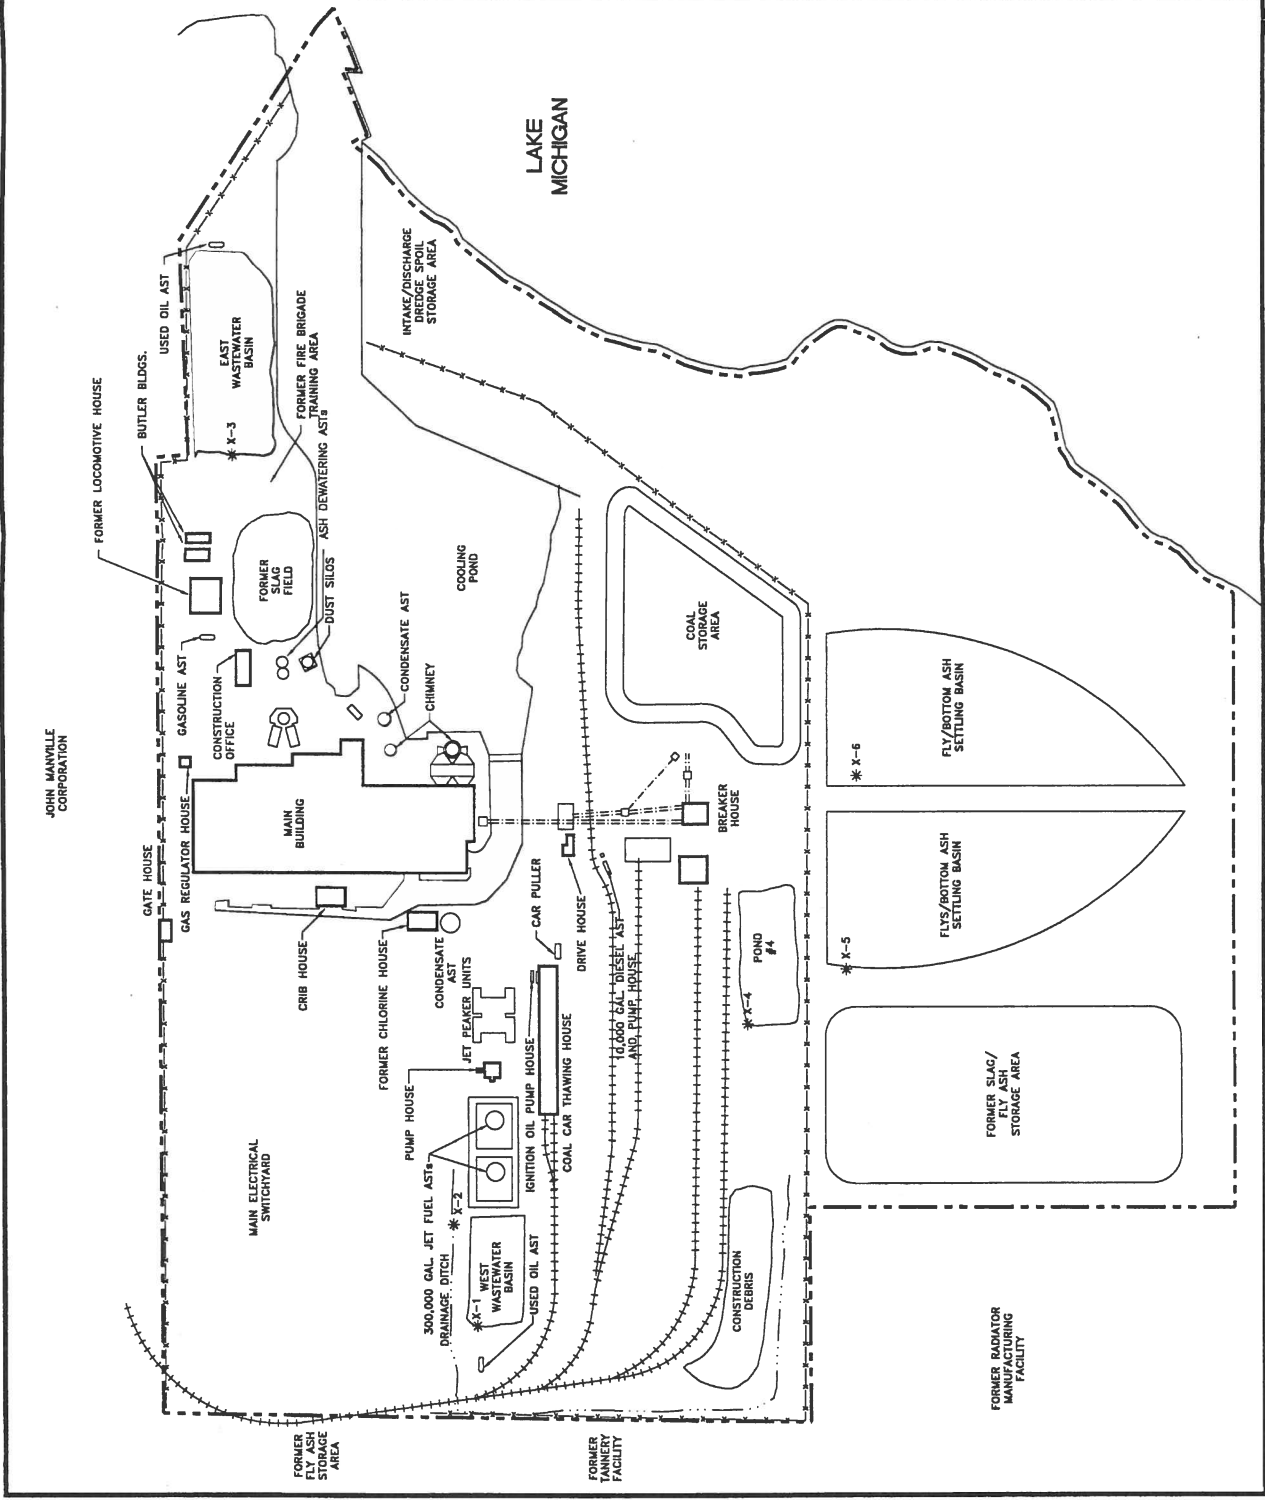 LAKE
MICHIGAN
INTAKE/DISCHARGE
DREDGE SPOIL
STORAGE AREA
USED OIL AST
EAST
WASTEWATER
BASIN
X-3
FORMER FIRE BRIGADE
TRAINING AREA
BUTLER BLDGS.
FORMER LOCOMOTIVE HOUSE
ASH DEWATERING ASTs
DUST SILOS
FORMER
SLAG
FIELD
COOLING
POND
CONDENSATE AST
CHIMNEY
GASOLINE AST
CONSTRUCTION
OFFICE
COAL
STORAGE
AREA
JOHN MANVILLE
CORPORATION
GATE HOUSE
GAS REGULATOR HOUSE
MAIN
BUILDING
BREAKER
HOUSE
FLY/BOTTOM ASH
SETTLING BASIN
X-6
FLYS/BOTTOM ASH
SETTLING BASIN
X-5
CRIB HOUSE
FORMER CHLORINE HOUSE
CONDENSATE
AST
JET PEAKER UNITS
CAR PULLER
DRIVE HOUSE
10,000 GAL DIESEL AST
AND PUMP HOUSE
POND
#4
X-4
PUMP HOUSE
IGNITION OIL PUMP HOUSE
COAL CAR THAWING HOUSE
MAIN ELECTRICAL
SWITCHYARD
300,000 GAL. JET FUEL ASTs
DRAINAGE DITCH
X-2
X-1
WEST
WASTEWATER
BASIN
USED OIL AST
CONSTRUCTION
DEBRIS
FORMER SLAG/
FLY ASH
STORAGE AREA
FORMER
FLY ASH
STORAGE
AREA
FORMER
TANNERY
FACILITY
FORMER RADIATOR
MANUFACTURING
FACILITY